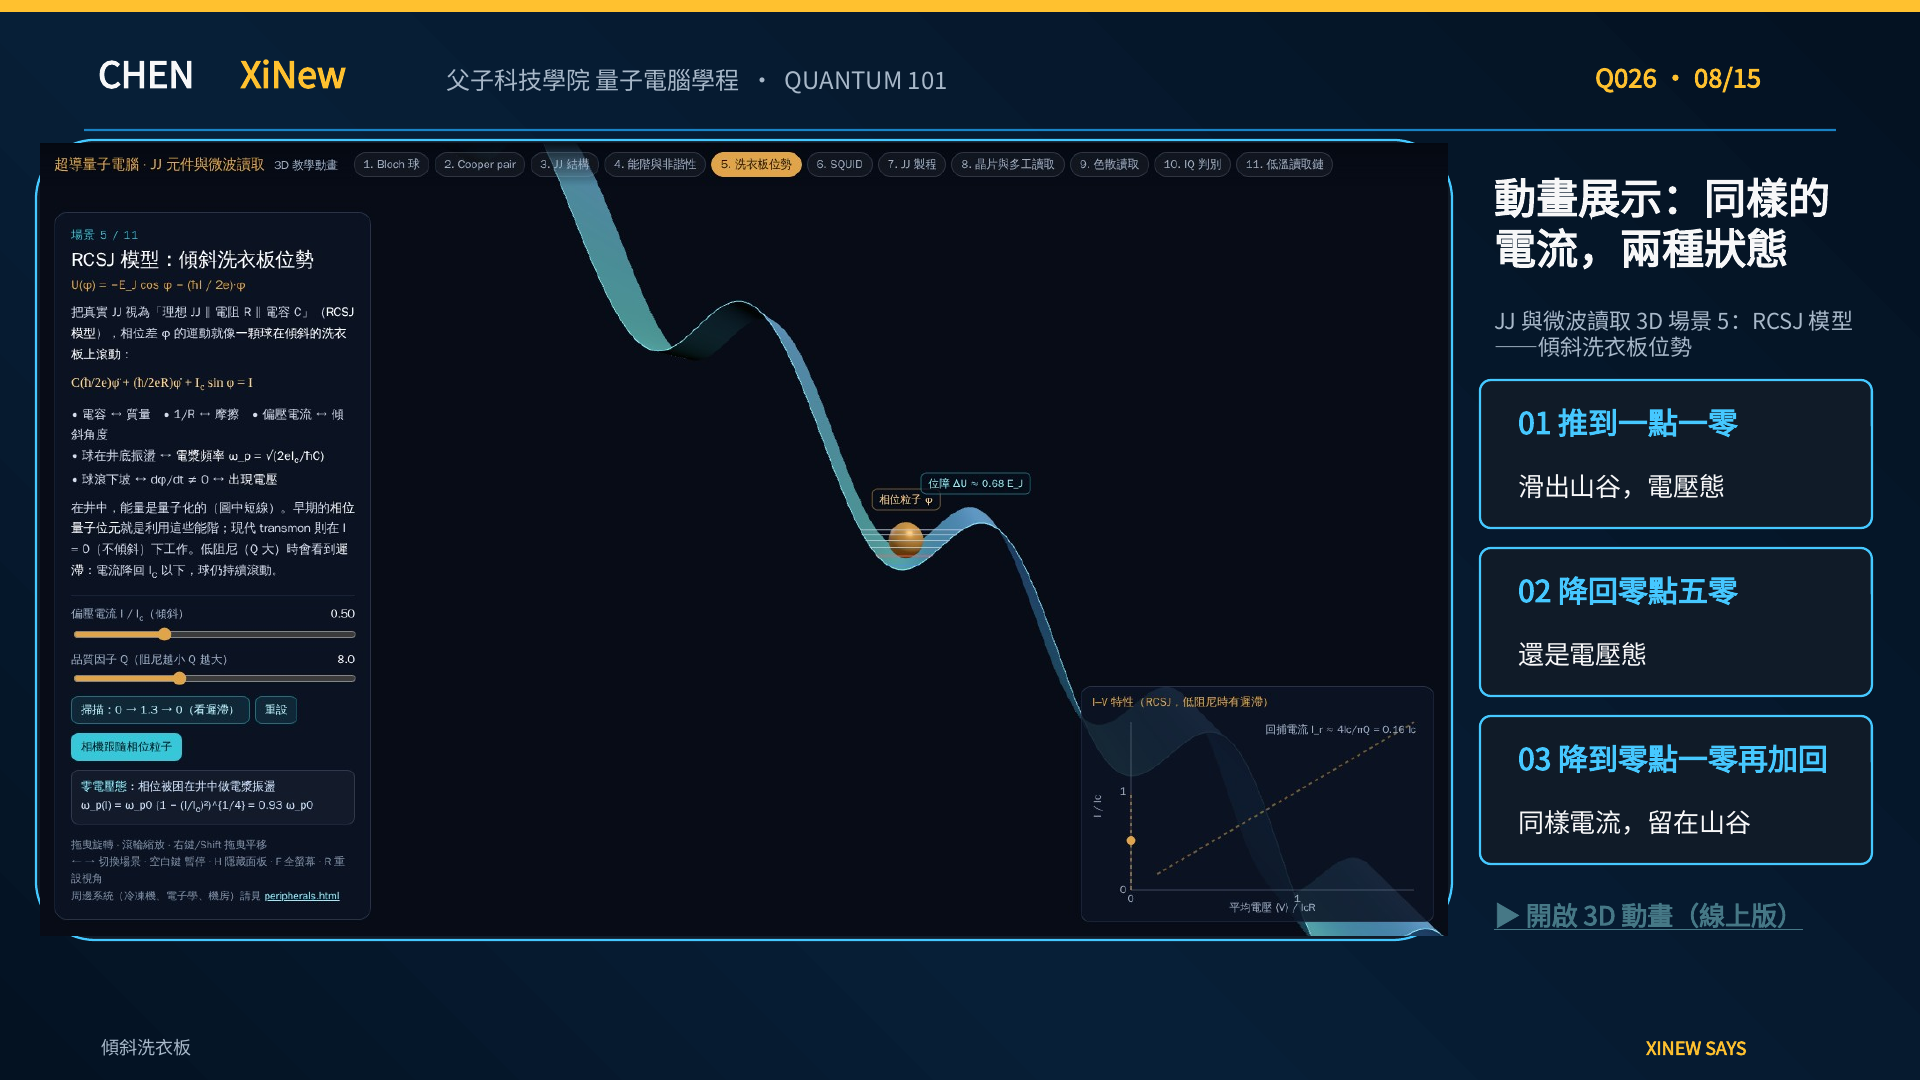 CHEN XiNew
父子科技學院 量子電腦學程 · QUANTUM 101
Q026 · 08/15
超導量子電腦 · JJ 元件與微波讀取 3D 教學動畫
1. Bloch 球
2. Cooper pair
3. JJ 結構
4. 能階與非諧性
5. 洗衣板位勢
6. SQUID
7. JJ 製程
8. 晶片與多工讀取
9. 色散讀取
10. IQ 判別
11. 低溫讀取鏈
場景 5 / 11
RCSJ 模型：傾斜洗衣板位勢
U(φ) = −E_J cos φ − (ħI / 2e)·φ
把真實 JJ 視為「理想 JJ ∥ 電阻 R ∥ 電容 C」（RCSJ
模型），相位差 φ 的運動就像一顆球在傾斜的洗衣
板上滾動：
C(ħ/2e)φ̈ + (ħ/2eR)φ̇ + I_c sin φ = I
• 電容 ↔ 質量 • 1/R ↔ 摩擦 • 偏壓電流 ↔ 傾
斜角度
• 球在井底振盪 ↔ 電漿頻率 ω_p = √(2eI_c/ħC)
• 球滾下坡 ↔ dφ/dt ≠ 0 ↔ 出現電壓
在井中，能量是量子化的（圖中短線）。早期的相位
量子位元就是利用這些能階；現代 transmon 則在 I
= 0（不傾斜）下工作。低阻尼（Q 大）時會看到遲
滯：電流降回 I_c 以下，球仍持續滾動。
偏壓電流 I / I_c（傾斜） 0.50
品質因子 Q（阻尼越小 Q 越大） 8.0
掃描：0 → 1.3 → 0（看遲滯） 重設
相機跟隨相位粒子
零電壓態：相位被困在井中做電漿振盪
ω_p(I) = ω_p0 (1 − (I/I_c)²)^{1/4} = 0.93 ω_p0
拖曳旋轉 · 滾輪縮放 · 右鍵/Shift 拖曳平移
← → 切換場景 · 空白鍵 暫停 · H 隱藏面板 · F 全螢幕 · R 重
設視角
周邊系統（冷凍機、電子學、機房）請見 peripherals.html
位障 ΔU ≈ 0.68 E_J
相位粒子 φ
I–V 特性（RCSJ，低阻尼時有遲滯）
回捕電流 I_r ≈ 4Ic/πQ = 0.16 Ic
I / Ic
1
0
0
1
平均電壓 ⟨V⟩ / IcR
動畫展示：同樣的
電流，兩種狀態
JJ 與微波讀取 3D 場景 5：RCSJ 模型
——傾斜洗衣板位勢
01 推到一點一零
滑出山谷，電壓態
02 降回零點五零
還是電壓態
03 降到零點一零再加回
同樣電流，留在山谷
▶ 開啟 3D 動畫（線上版）
傾斜洗衣板
XINEW SAYS